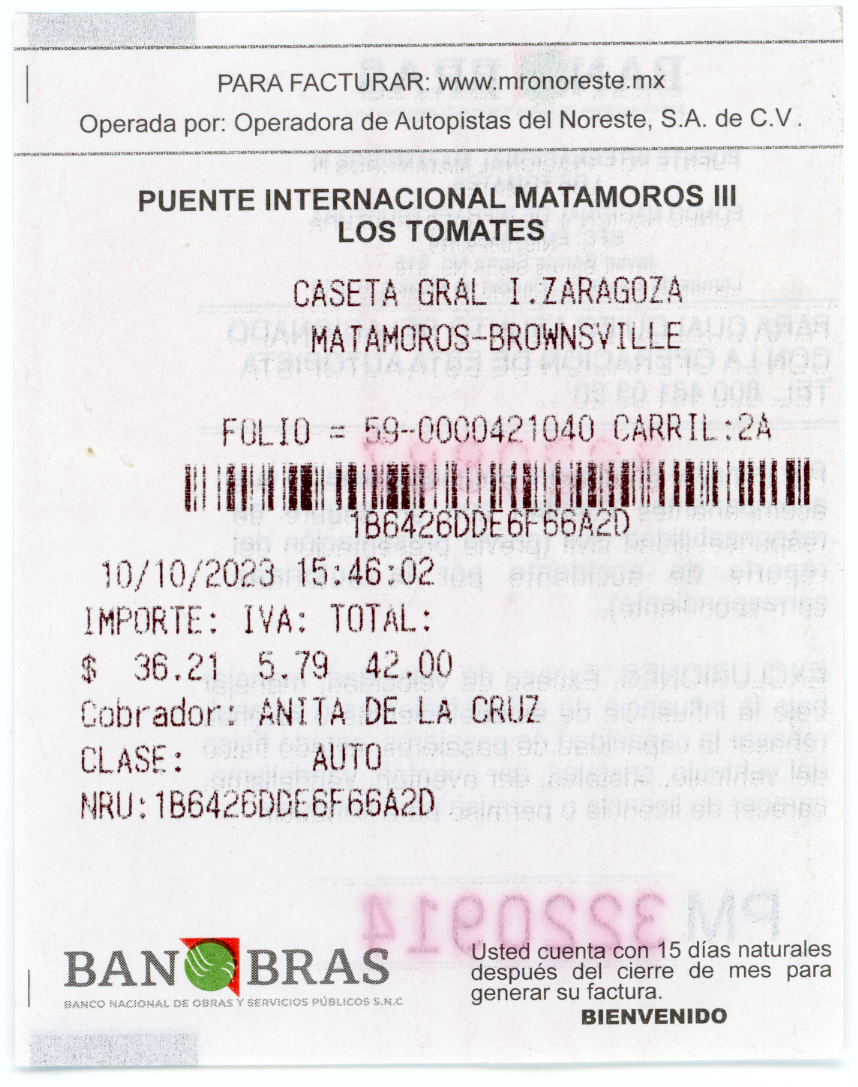 PARA FACTURAR: www.mronoreste.mx
Operada por: Operadora de Autopistas del Noreste, S.A. de C.V.
PUENTE INTERNACIONAL MATAMOROS III
LOS TOMATES
CASETA GRAL I.ZARAGOZA
MATAMOROS-BROWNSVILLE
FOLIO = 59-0000421040 CARRIL:2A
1B6426DDE6F66A2D
10/10/2023 15:46:02
IMPORTE: IVA: TOTAL:
$ 36.21 5.79 42.00
Cobrador: ANITA DE LA CRUZ
CLASE: AUTO
NRU:1B6426DDE6F66A2D
PM 3220914
BANOBRAS
BANCO NACIONAL DE OBRAS Y SERVICIOS PÚBLICOS S.N.C
Usted cuenta con 15 días naturales
después del cierre de mes para
generar su factura.
BIENVENIDO